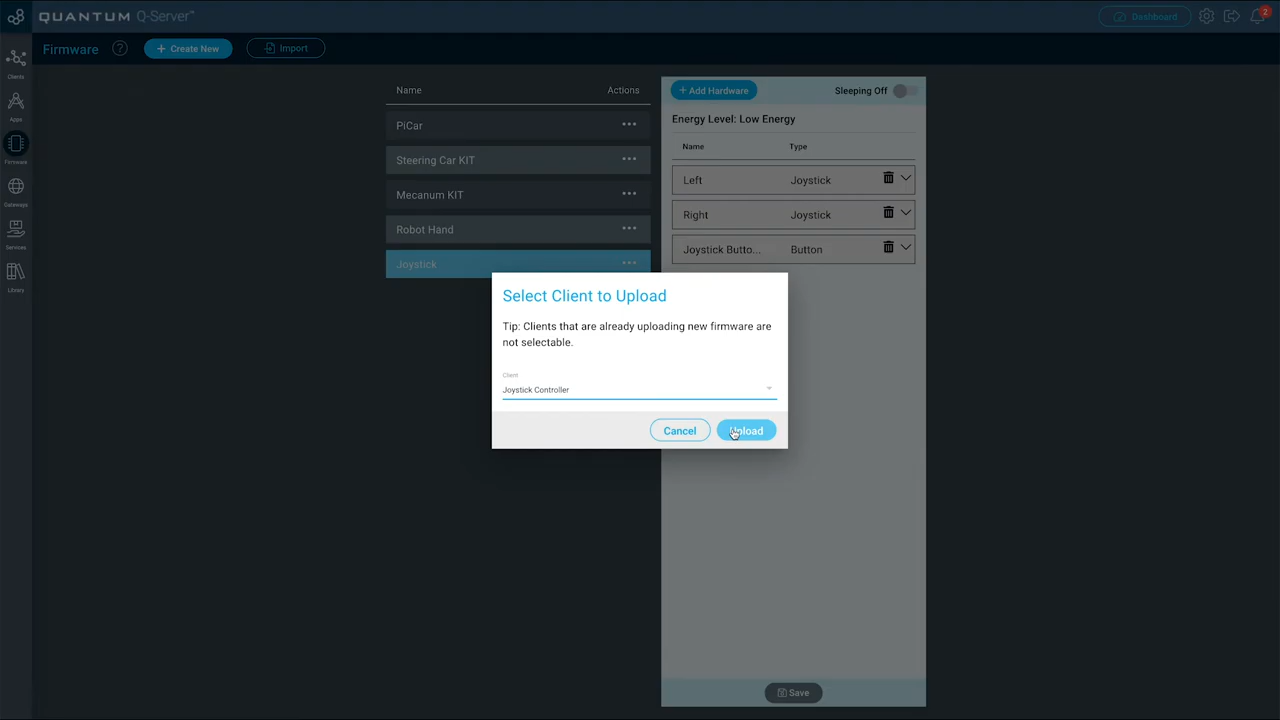 QUANTUM Q-Server™
Dashboard
2
Firmware
?
+ Create New
Import
Clients
Apps
Firmware
Gateways
Services
Library
Name Actions
PiCar
Steering Car KIT
Mecanum KIT
Robot Hand
Joystick
+ Add Hardware Sleeping Off
Energy Level: Low Energy
Name Type
Left Joystick
Right Joystick
Joystick Butto... Button
Select Client to Upload
Tip: Clients that are already uploading new firmware are
not selectable.
Client
Joystick Controller
Cancel Upload
Save